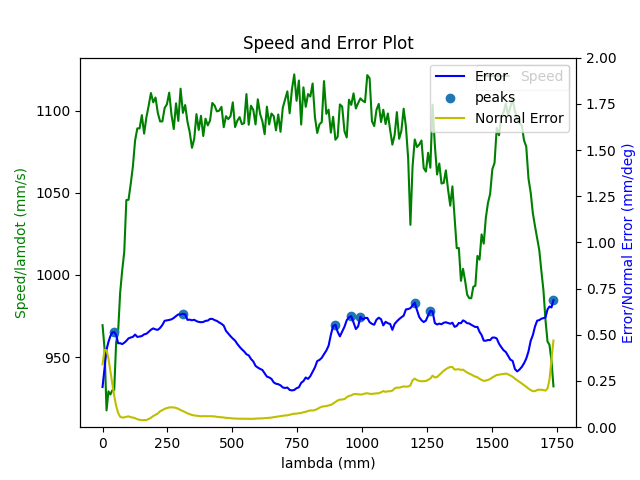 Speed and Error Plot
Speed/lamdot (mm/s)
1100
1050
1000
950
0
250
500
750
1000
1250
1500
1750
lambda (mm)
2.00
1.75
1.50
1.25
1.00
0.75
0.50
0.25
0.00
Error/Normal Error (mm/deg)
Error
Speed
peaks
Normal Error